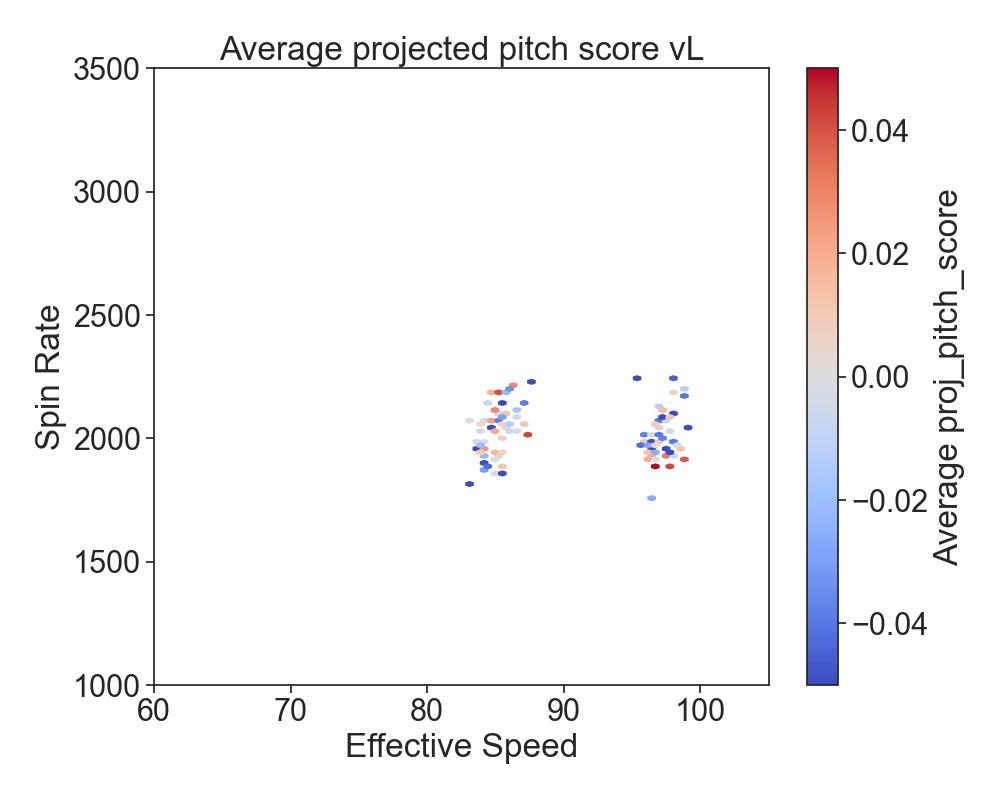 Average projected pitch score vL
3500
3000
2500
2000
1500
1000
Spin Rate
60 70 80 90 100
Effective Speed
0.04
0.02
0.00
−0.02
−0.04
Average proj_pitch_score